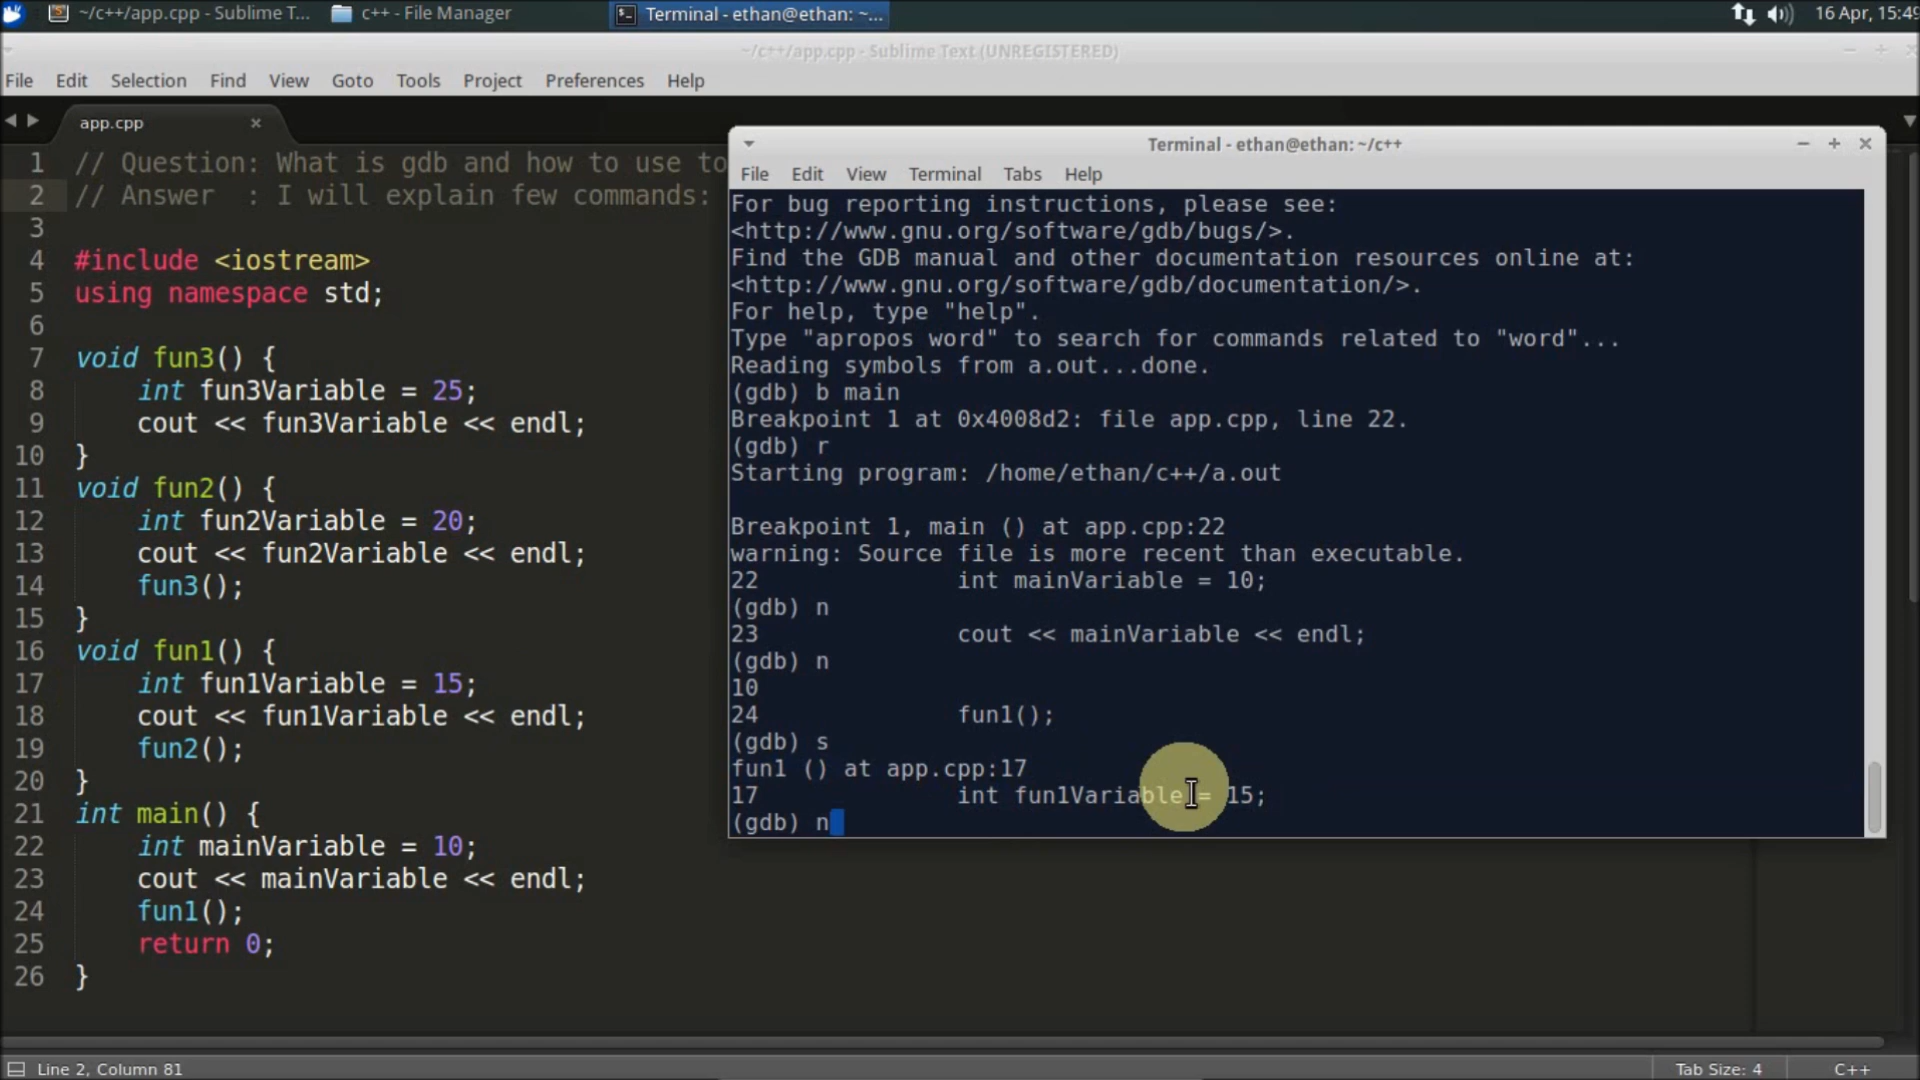 ~/c++/app.cpp - Sublime T...
c++ - File Manager
Terminal - ethan@ethan: ~...
16 Apr, 15:49
~/c++/app.cpp - Sublime Text (UNREGISTERED)
File Edit Selection Find View Goto Tools Project Preferences Help
app.cpp
1 // Question: What is gdb and how to use to
2 // Answer  : I will explain few commands:
3
4 #include <iostream>
5 using namespace std;
6
7 void fun3() {
8     int fun3Variable = 25;
9     cout << fun3Variable << endl;
10 }
11 void fun2() {
12     int fun2Variable = 20;
13     cout << fun2Variable << endl;
14     fun3();
15 }
16 void fun1() {
17     int fun1Variable = 15;
18     cout << fun1Variable << endl;
19     fun2();
20 }
21 int main() {
22     int mainVariable = 10;
23     cout << mainVariable << endl;
24     fun1();
25     return 0;
26 }
Terminal - ethan@ethan: ~/c++
File Edit View Terminal Tabs Help
For bug reporting instructions, please see:
<http://www.gnu.org/software/gdb/bugs/>.
Find the GDB manual and other documentation resources online at:
<http://www.gnu.org/software/gdb/documentation/>.
For help, type "help".
Type "apropos word" to search for commands related to "word"...
Reading symbols from a.out...done.
(gdb) b main
Breakpoint 1 at 0x4008d2: file app.cpp, line 22.
(gdb) r
Starting program: /home/ethan/c++/a.out
Breakpoint 1, main () at app.cpp:22
warning: Source file is more recent than executable.
22              int mainVariable = 10;
(gdb) n
23              cout << mainVariable << endl;
(gdb) n
10
24              fun1();
(gdb) s
fun1 () at app.cpp:17
17              int fun1Variable = 15;
(gdb) n
Line 2, Column 81
Tab Size: 4
C++